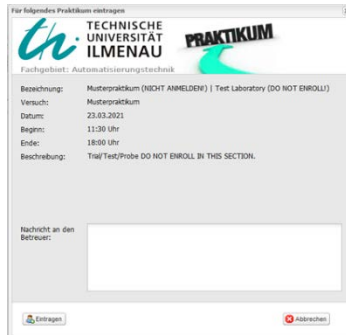 Für folgendes Praktikum eintragen
th
TECHNISCHE
UNIVERSITÄT
ILMENAU
PRAKTIKUM
Fachgebiet: Automatisierungstechnik
Bezeichnung: Musterpraktikum (NICHT ANMELDEN!) | Test Laboratory (DO NOT ENROLL!)
Versuch: Musterpraktikum
Datum: 23.03.2021
Beginn: 11:30 Uhr
Ende: 18:00 Uhr
Beschreibung: Trial/Test/Probe DO NOT ENROLL IN THIS SECTION.
Nachricht an den
Betreuer:
Eintragen
Abbrechen